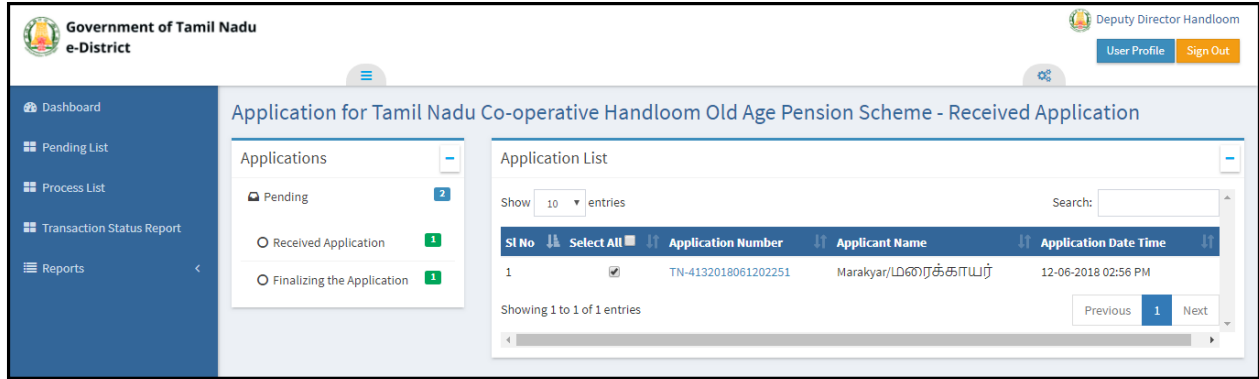 Government of Tamil Nadu
e-District
Deputy Director Handloom
User Profile Sign Out
Dashboard
Pending List
Process List
Transaction Status Report
Reports
Application for Tamil Nadu Co-operative Handloom Old Age Pension Scheme - Received Application
Applications
Pending 2
Received Application 1
Finalizing the Application 1
Application List
Show 10 entries Search:
Sl No Select All Application Number Applicant Name Application Date Time
1 TN-4132018061202251 Marakyar/மரைக்காயர் 12-06-2018 02:56 PM
Showing 1 to 1 of 1 entries
Previous 1 Next